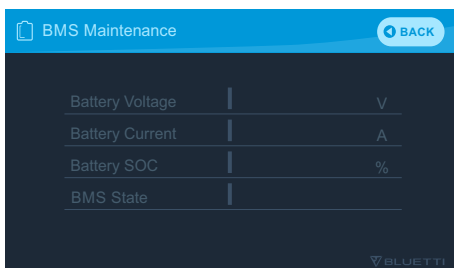 BMS Maintenance
BACK
Battery Voltage V
Battery Current A
Battery SOC %
BMS State
BLUETTI